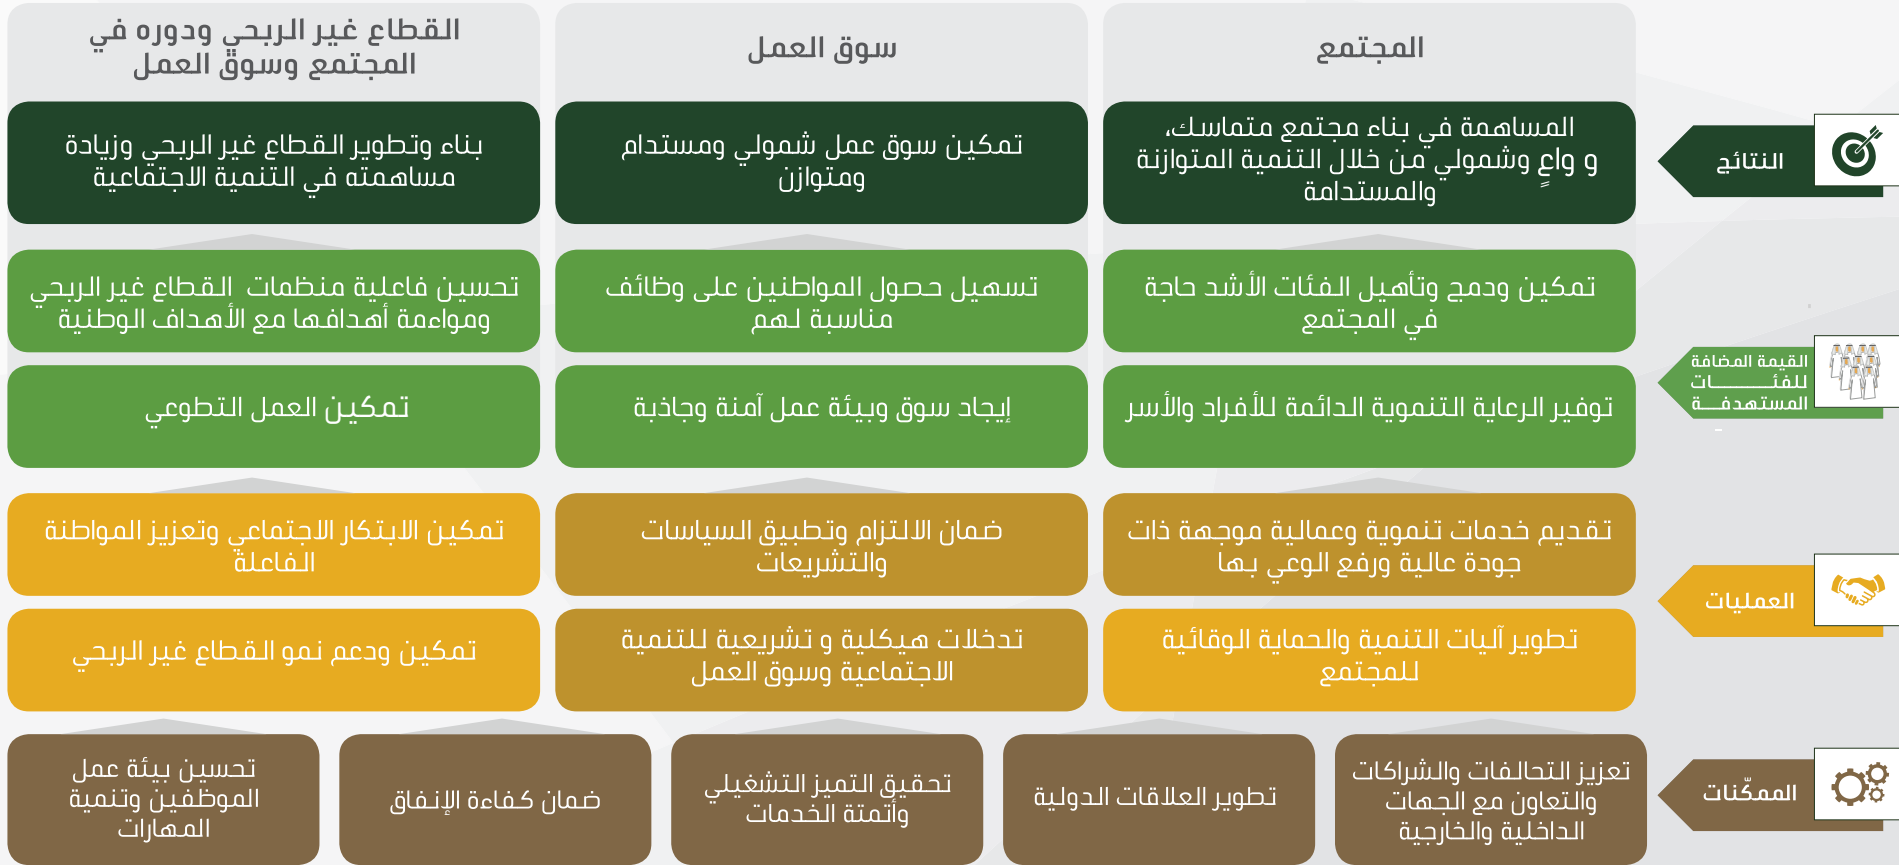 المجتمع
سوق العمل
القطاع غير الربحي ودوره في
المجتمع وسوق العمل
النتائج
المساهمة في بناء مجتمع متماسك،
و واعٍ وشمولي من خلال التنمية المتوازنة
والمستدامة
تمكين سوق عمل شمولي ومستدام
ومتوازن
بناء وتطوير القطاع غير الربحي وزيادة
مساهمته في التنمية الاجتماعية
القيمة المضافة
للفئـــــــــات
المستهدفـــة
تمكين ودمج وتأهيل الفئات الأشد حاجة
في المجتمع
تسهيل حصول المواطنين على وظائف
مناسبة لهم
تحسين فاعلية منظمات القطاع غير الربحي
ومواءمة أهدافها مع الأهداف الوطنية
توفير الرعاية التنموية الدائمة للأفراد والأسر
إيجاد سوق وبيئة عمل آمنة وجاذبة
تمكين العمل التطوعي
العمليات
تقديم خدمات تنموية وعمالية موجهة ذات
جودة عالية ورفع الوعي بها
ضمان الالتزام وتطبيق السياسات
والتشريعات
تمكين الابتكار الاجتماعي وتعزيز المواطنة
الفاعلة
تطوير آليات التنمية والحماية الوقائية
للمجتمع
تدخلات هيكلية و تشريعية للتنمية
الاجتماعية وسوق العمل
تمكين ودعم نمو القطاع غير الربحي
الممكّنات
تعزيز التحالفات والشراكات
والتعاون مع الجهات
الداخلية والخارجية
تطوير العلاقات الدولية
تحقيق التميز التشغيلي
وأتمتة الخدمات
ضمان كفاءة الإنفاق
تحسين بيئة عمل
الموظفين وتنمية
المهارات